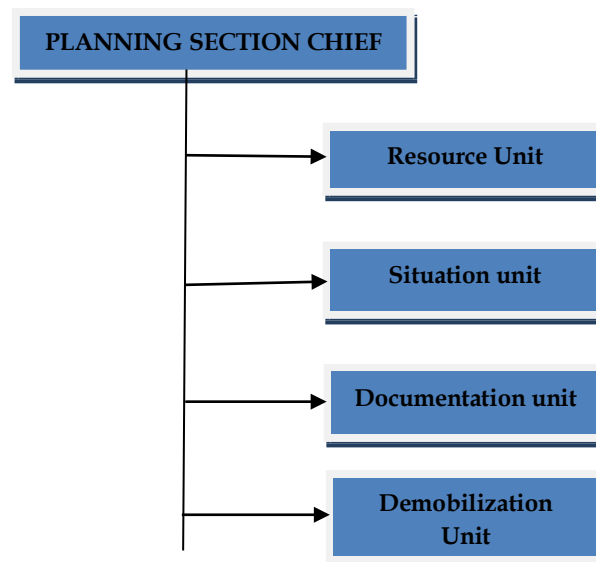 PLANNING SECTION CHIEF
Resource Unit
Situation unit
Documentation unit
Demobilization
Unit